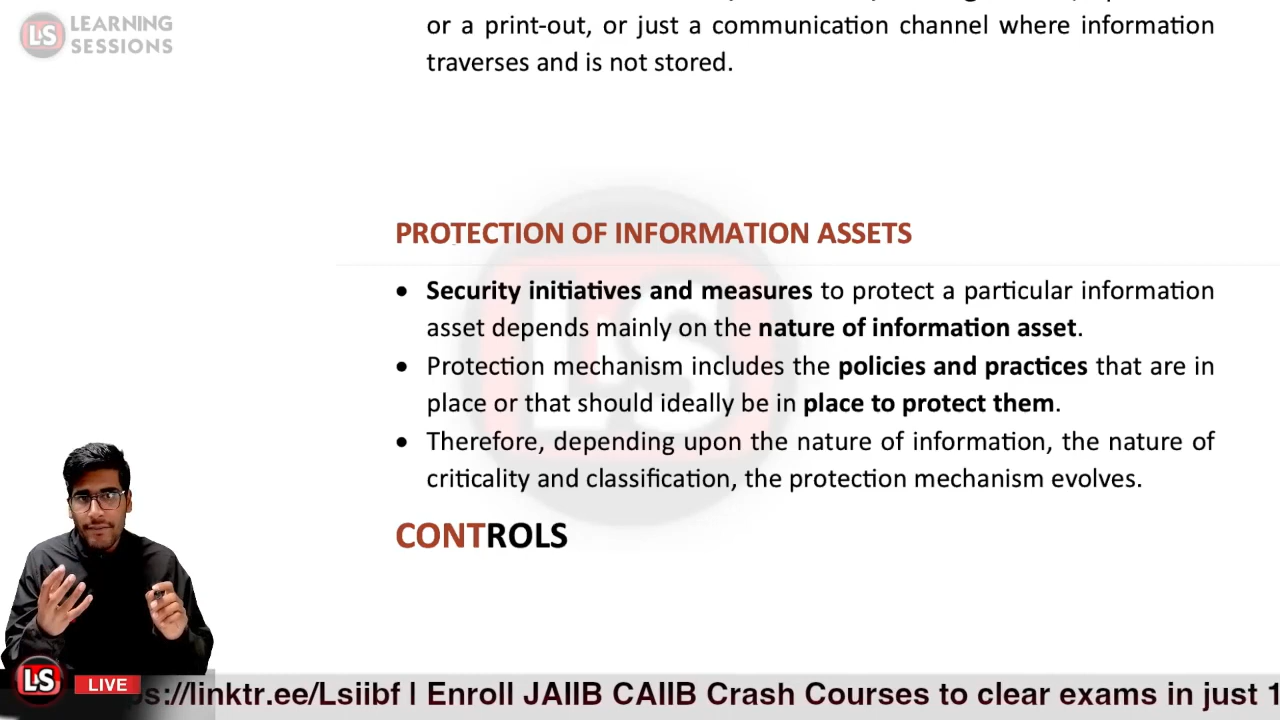 LS LEARNING
SESSIONS
or a print-out, or just a communication channel where information
traverses and is not stored.
PROTECTION OF INFORMATION ASSETS
• Security initiatives and measures to protect a particular information
asset depends mainly on the nature of information asset.
• Protection mechanism includes the policies and practices that are in
place or that should ideally be in place to protect them.
• Therefore, depending upon the nature of information, the nature of
criticality and classification, the protection mechanism evolves.
CONTROLS
LS
LS LIVE s://linktr.ee/Lsiibf | Enroll JAIIB CAIIB Crash Courses to clear exams in just 1